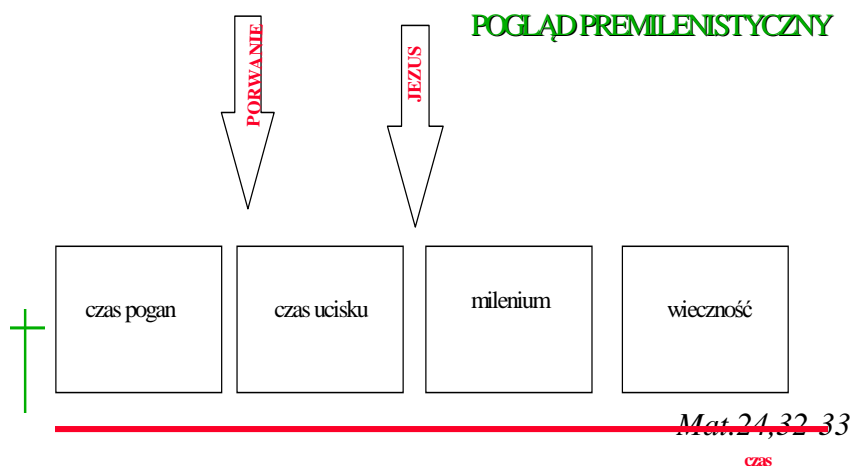 POGLĄD PREMILENISTYCZNY
PORWANIE
JEZUS
czas pogan
czas ucisku
milenium
wieczność
Mat.24,32-33
czas